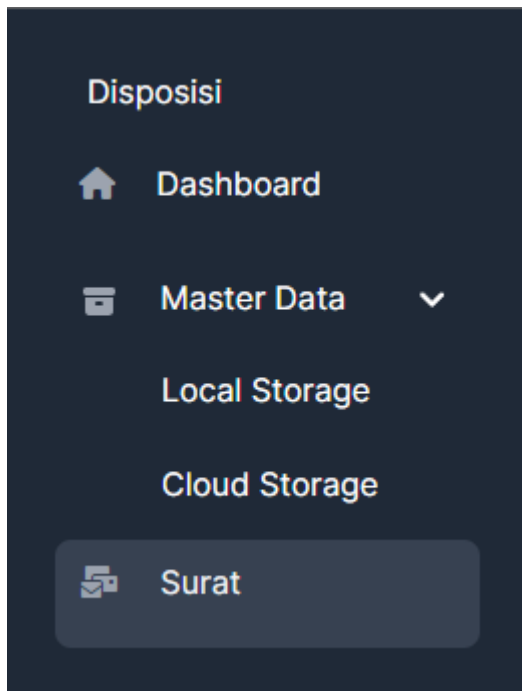 Disposisi
Dashboard
Master Data
Local Storage
Cloud Storage
Surat